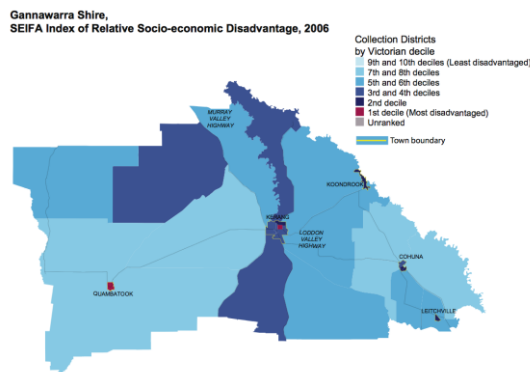 Gannawarra Shire,
SEIFA Index of Relative Socio-economic Disadvantage, 2006
Collection Districts
by Victorian decile
9th and 10th deciles (Least disadvantaged)
7th and 8th deciles
5th and 6th deciles
3rd and 4th deciles
2nd decile
1st decile (Most disadvantaged)
Unranked
Town boundary
MURRAY
VALLEY
HIGHWAY
KOONDROOK
KERANG
LODDON
VALLEY
HIGHWAY
COHUNA
QUAMBATOOK
LEITCHVILLE